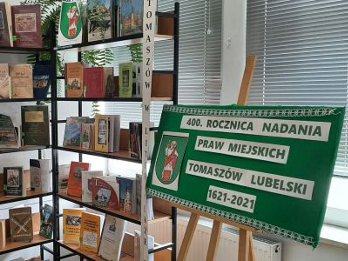 TOMASZÓW
400. ROCZNICA NADANIA
PRAW MIEJSKICH
TOMASZÓW LUBELSKI
1621-2021